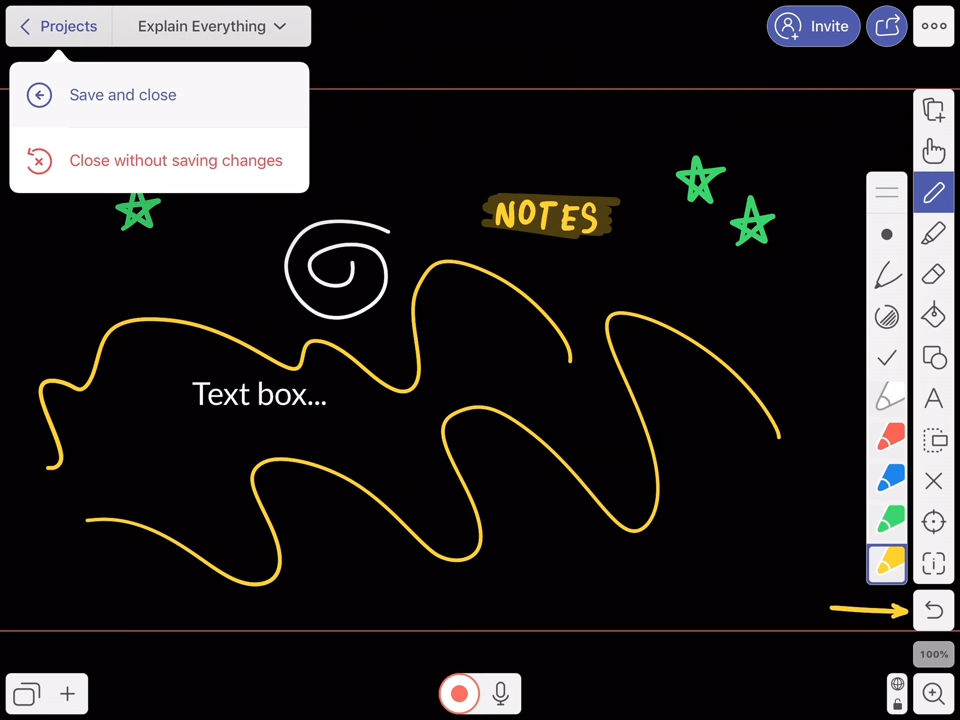 Projects
Explain Everything
Invite
Save and close
Close without saving changes
NOTES
Text box...
A
100%